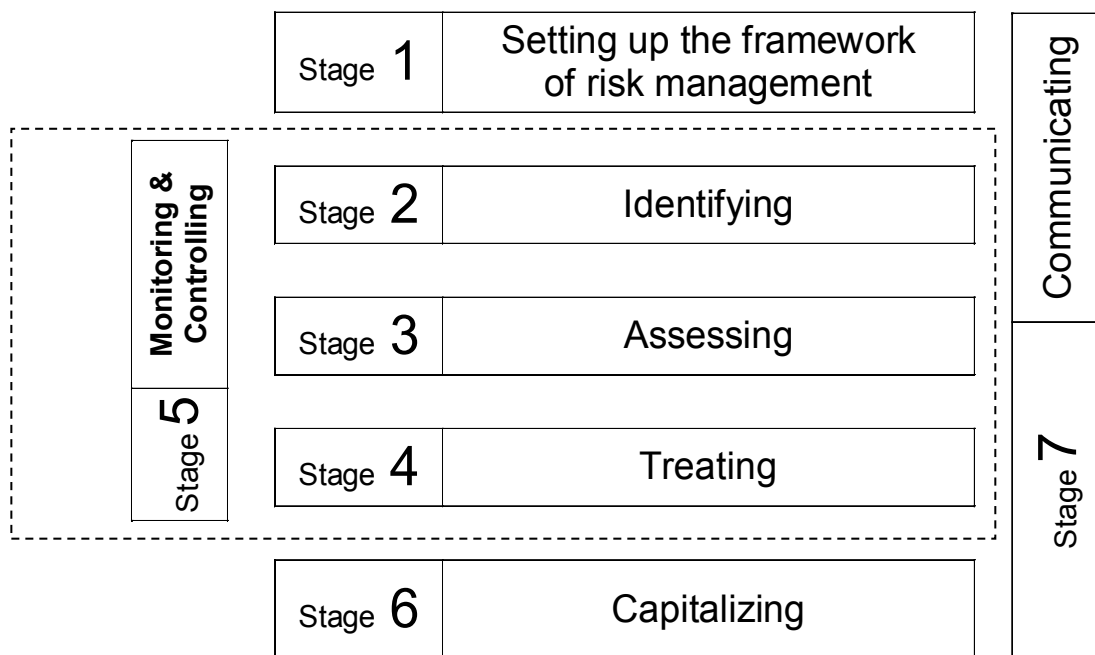 Stage 1
Setting up the framework
of risk management
Communicating
Stage 7
Monitoring &
Controlling
Stage 5
Stage 2
Identifying
Stage 3
Assessing
Stage 4
Treating
Stage 6
Capitalizing